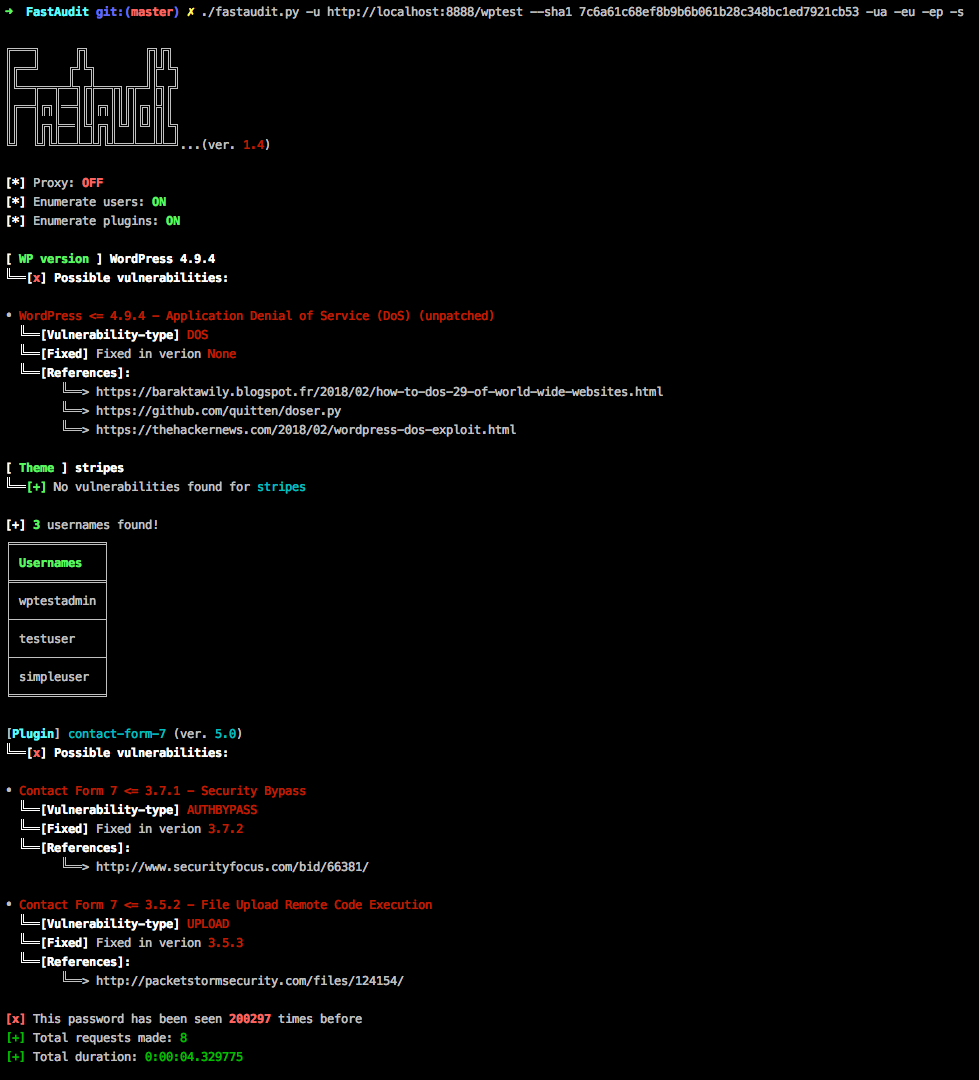 ➜ FastAudit git:(master) ✗ ./fastaudit.py -u http://localhost:8888/wptest --sha1 7c6a61c68ef8b9b6b061b28c348bc1ed7921cb53 -ua -eu -ep -s
FastAudit
...(ver. 1.4)
[*] Proxy: OFF
[*] Enumerate users: ON
[*] Enumerate plugins: ON
[ WP version ] WordPress 4.9.4
╚══[x] Possible vulnerabilities:
• WordPress <= 4.9.4 - Application Denial of Service (DoS) (unpatched)
╚══[Vulnerability-type] DOS
╚══[Fixed] Fixed in verion None
╚══[References]:
╚══> https://baraktawily.blogspot.fr/2018/02/how-to-dos-29-of-world-wide-websites.html
╚══> https://github.com/quitten/doser.py
╚══> https://thehackernews.com/2018/02/wordpress-dos-exploit.html
[ Theme ] stripes
╚══[+] No vulnerabilities found for stripes
[+] 3 usernames found!
Usernames
wptestadmin
testuser
simpleuser
[Plugin] contact-form-7 (ver. 5.0)
╚══[x] Possible vulnerabilities:
• Contact Form 7 <= 3.7.1 - Security Bypass
╚══[Vulnerability-type] AUTHBYPASS
╚══[Fixed] Fixed in verion 3.7.2
╚══[References]:
╚══> http://www.securityfocus.com/bid/66381/
• Contact Form 7 <= 3.5.2 - File Upload Remote Code Execution
╚══[Vulnerability-type] UPLOAD
╚══[Fixed] Fixed in verion 3.5.3
╚══[References]:
╚══> http://packetstormsecurity.com/files/124154/
[x] This password has been seen 200297 times before
[+] Total requests made: 8
[+] Total duration: 0:00:04.329775